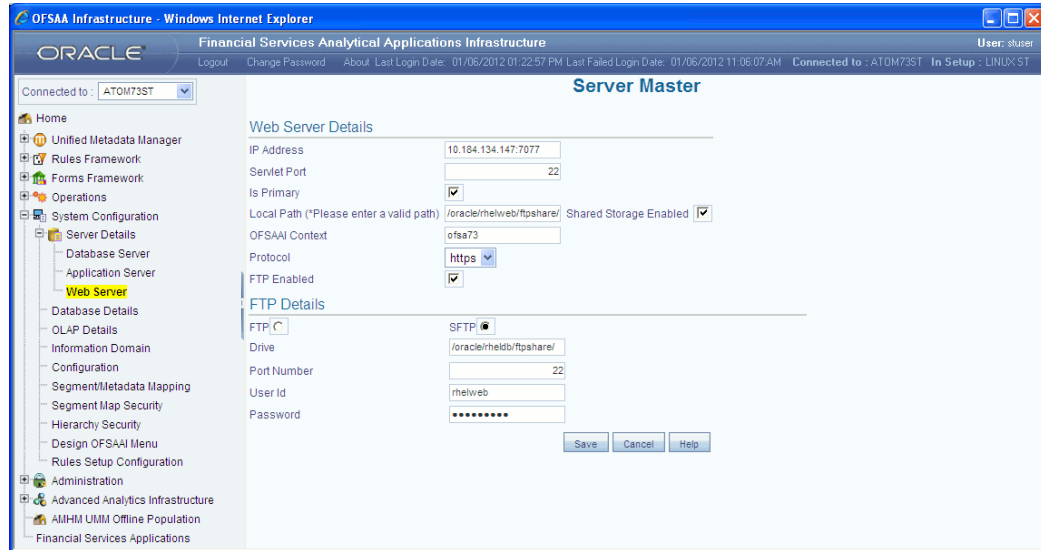 OFSAA Infrastructure - Windows Internet Explorer
ORACLE
Financial Services Analytical Applications Infrastructure
User: stuser
Logout Change Password About Last Login Date: 01/06/2012 01:22:57 PM Last Failed Login Date: 01/06/2012 11:06:07 AM Connected to : ATOM73ST In Setup : LINUX ST
Connected to : ATOM73ST
Home
Unified Metadata Manager
Rules Framework
Forms Framework
Operations
System Configuration
Server Details
Database Server
Application Server
Web Server
Database Details
OLAP Details
Information Domain
Configuration
Segment/Metadata Mapping
Segment Map Security
Hierarchy Security
Design OFSAAI Menu
Rules Setup Configuration
Administration
Advanced Analytics Infrastructure
AMHM UMM Offline Population
Financial Services Applications
Server Master
Web Server Details
IP Address 10.184.134.147:7077
Servlet Port 22
Is Primary
Local Path (*Please enter a valid path) /oracle/rhelweb/ftpshare/ Shared Storage Enabled
OFSAAI Context ofsa73
Protocol https
FTP Enabled
FTP Details
FTP SFTP
Drive /oracle/rheldb/ftpshare/
Port Number 22
User Id rhelweb
Password •••••••••
Save Cancel Help